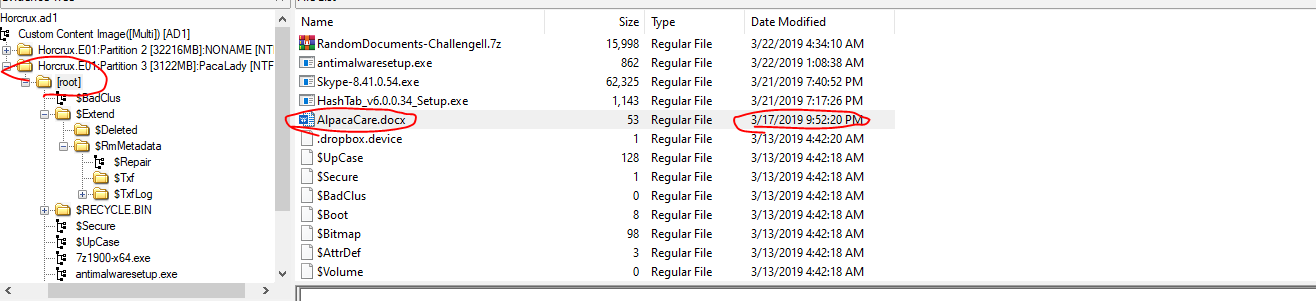 Horcrux.ad1
Custom Content Image([Multi]) [AD1]
Horcrux.E01:Partition 2 [32216MB]:NONAME [NT
Horcrux.E01:Partition 3 [3122MB]:PacaLady [NTF
[root]
$BadClus
$Extend
$Deleted
$RmMetadata
$Repair
$Txf
$TxfLog
$RECYCLE.BIN
$Secure
$UpCase
7z1900-x64.exe
antimalwaresetup.exe
Name Size Type Date Modified
RandomDocuments-ChallengeII.7z 15,998 Regular File 3/22/2019 4:34:10 AM
antimalwaresetup.exe 862 Regular File 3/22/2019 1:08:38 AM
Skype-8.41.0.54.exe 62,325 Regular File 3/21/2019 7:40:52 PM
HashTab_v6.0.0.34_Setup.exe 1,143 Regular File 3/21/2019 7:17:26 PM
AlpacaCare.docx 53 Regular File 3/17/2019 9:52:20 PM
.dropbox.device 1 Regular File 3/13/2019 4:42:20 AM
$UpCase 128 Regular File 3/13/2019 4:42:18 AM
$Secure 1 Regular File 3/13/2019 4:42:18 AM
$BadClus 0 Regular File 3/13/2019 4:42:18 AM
$Boot 8 Regular File 3/13/2019 4:42:18 AM
$Bitmap 98 Regular File 3/13/2019 4:42:18 AM
$AttrDef 3 Regular File 3/13/2019 4:42:18 AM
$Volume 0 Regular File 3/13/2019 4:42:18 AM